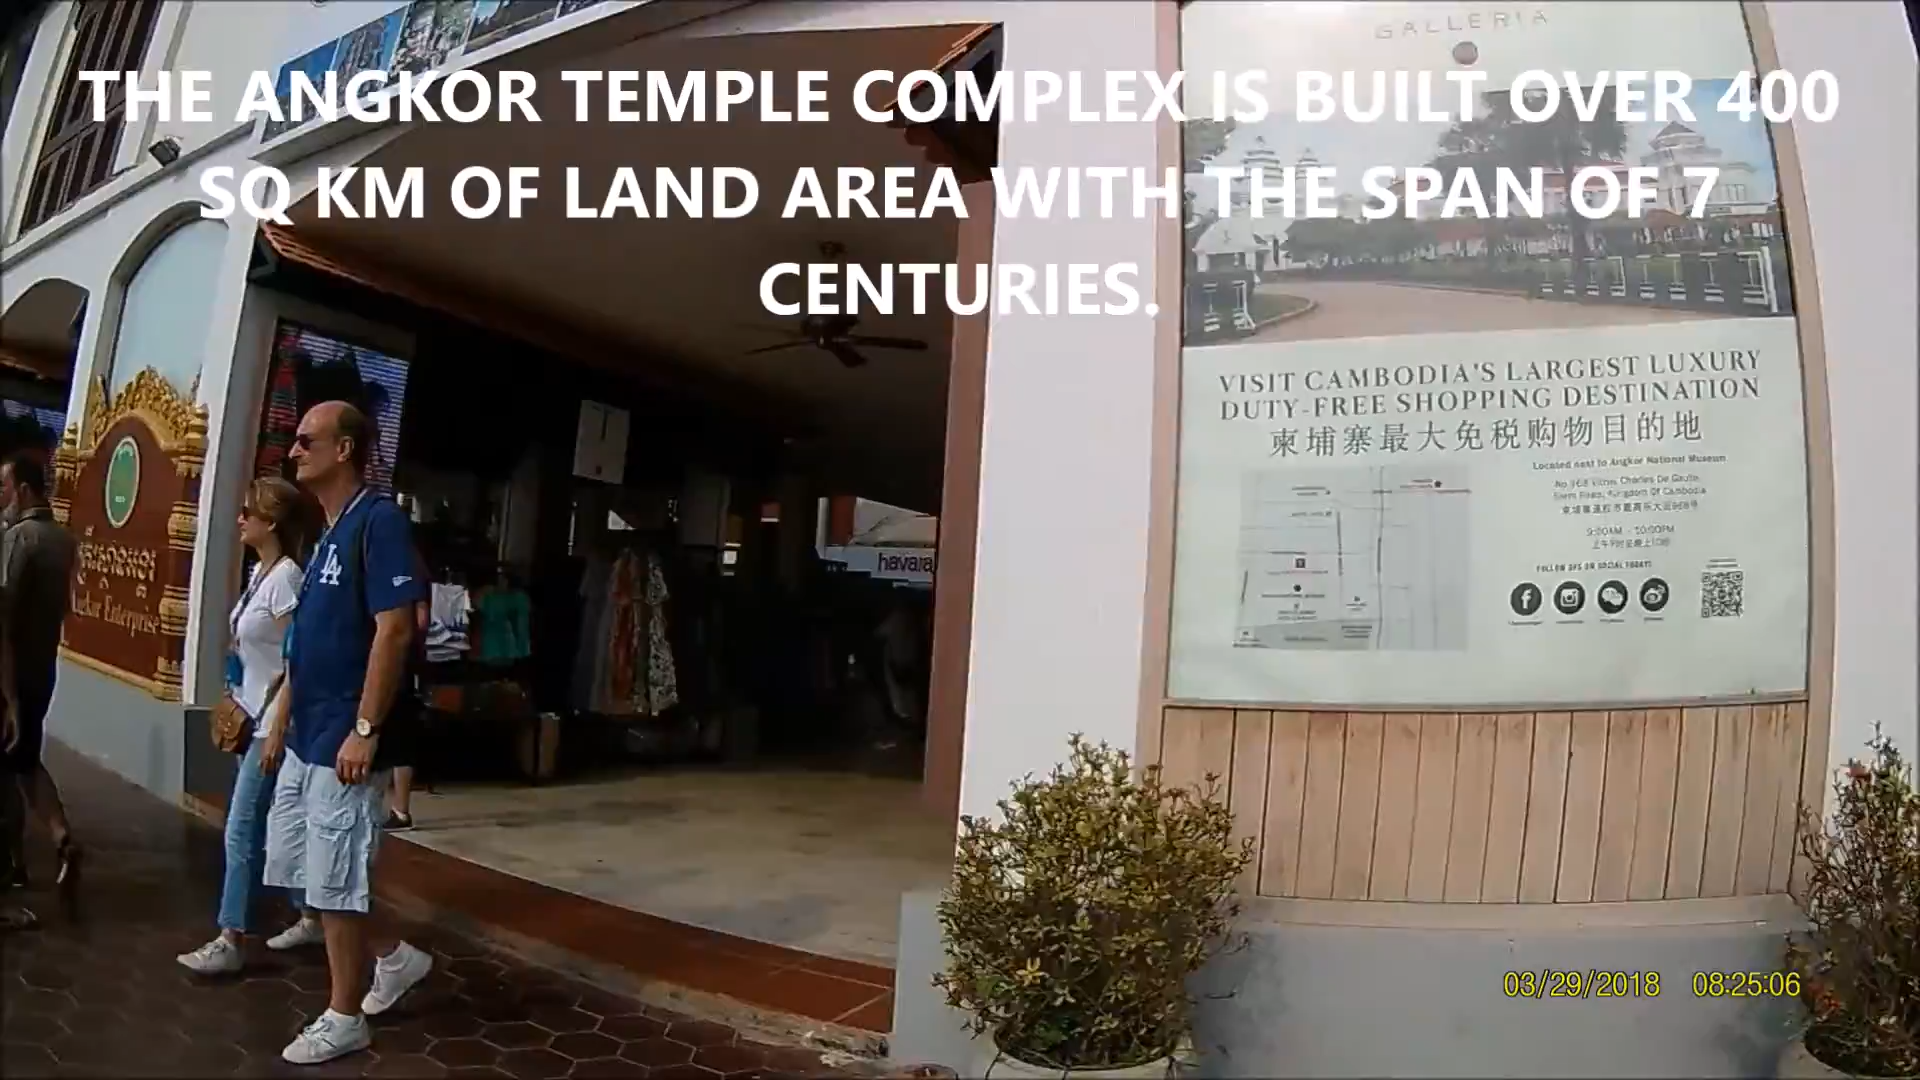 THE ANGKOR TEMPLE COMPLEX IS BUILT OVER 400
SQ KM OF LAND AREA WITH THE SPAN OF 7
CENTURIES.
GALLERIA
VISIT CAMBODIA'S LARGEST LUXURY
DUTY-FREE SHOPPING DESTINATION
柬埔寨最大免税购物目的地
Located next to Angkor National Museum
9:00AM - 10:00PM
T
havaia
LA
Angkor Enterprise
03/29/2018 08:25:06